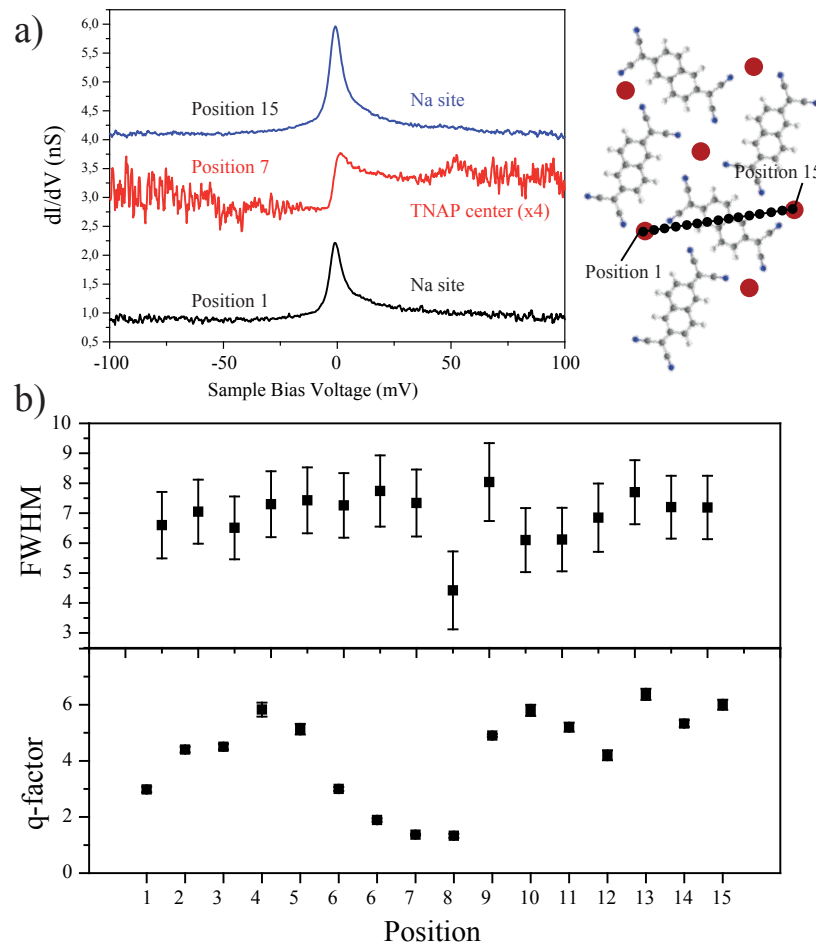 a)
dI/dV (nS)
6,0
5,5
5,0
4,5
4,0
3,5
3,0
2,5
2,0
1,5
1,0
0,5
Position 15
Na site
Position 7
TNAP center (x4)
Position 1
Na site
-100
-50
0
50
100
Sample Bias Voltage (mV)
Position 15
Position 1
b)
FWHM
10
9
8
7
6
5
4
3
q-factor
6
4
2
0
1 2 3 4 5 6 6 7 8 9 10 11 12 13 14 15
Position